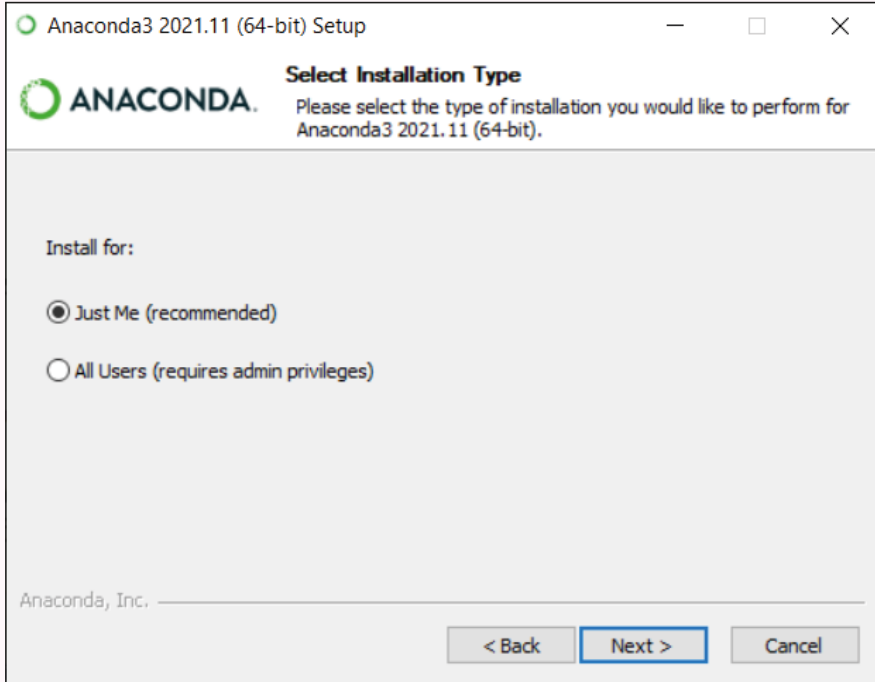 Anaconda3 2021.11 (64-bit) Setup
ANACONDA.
Select Installation Type
Please select the type of installation you would like to perform for
Anaconda3 2021.11 (64-bit).
Install for:
Just Me (recommended)
All Users (requires admin privileges)
Anaconda, Inc.
< Back
Next >
Cancel